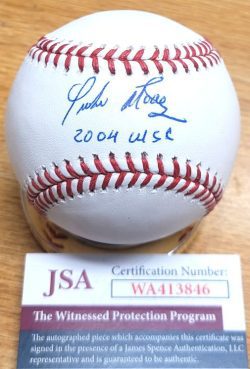 2004 WSC
JSA
Certification Number:
WA413846
The Witnessed Protection Program
The autographed piece which accompanies this certificate was
signed in the presence of a James Spence Authentication, LLC
representative and is guaranteed to be authentic.